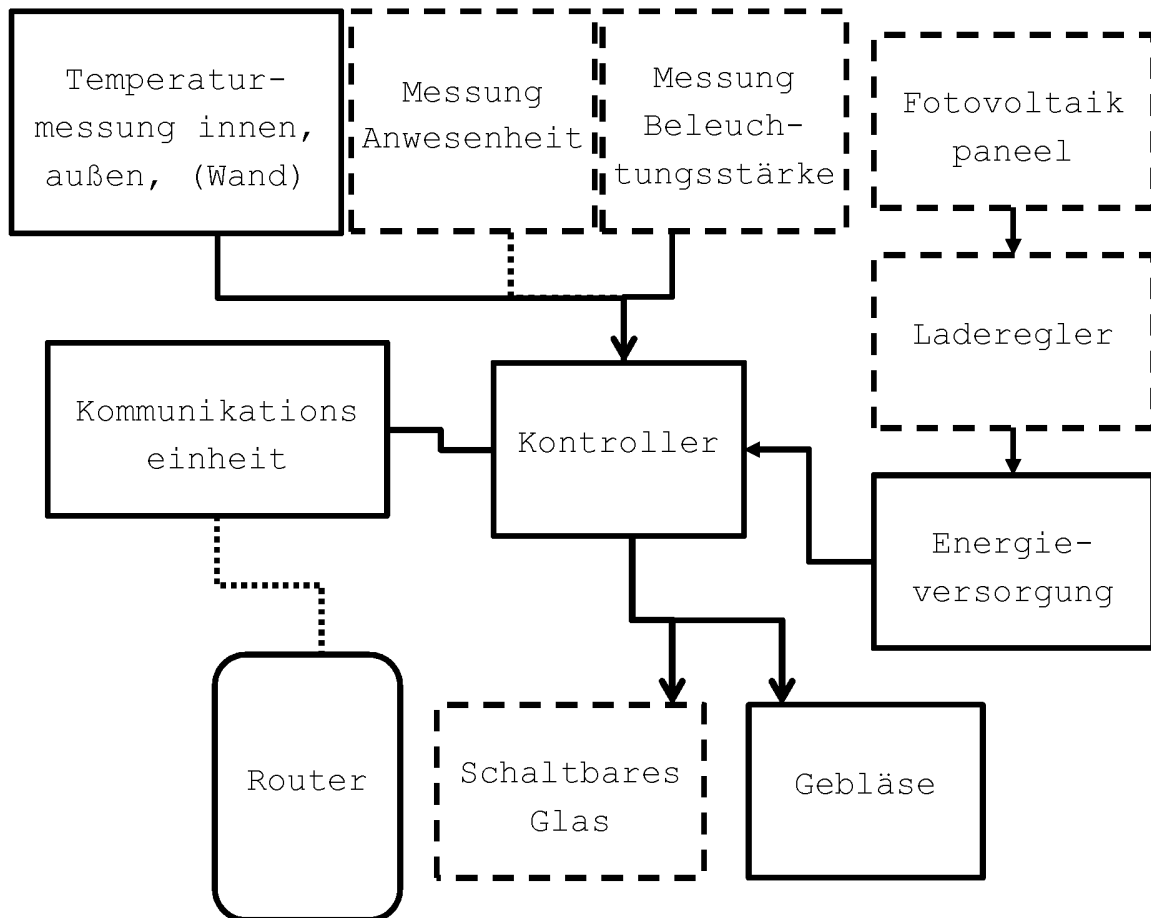 Temperatur-
messung innen,
außen, (Wand)
Messung
Anwesenheit
Messung
Beleuch-
tungsstärke
Fotovoltaik
paneel
Laderegler
Kommunikations
einheit
Kontroller
Energie-
versorgung
Router
Schaltbares
Glas
Gebläse